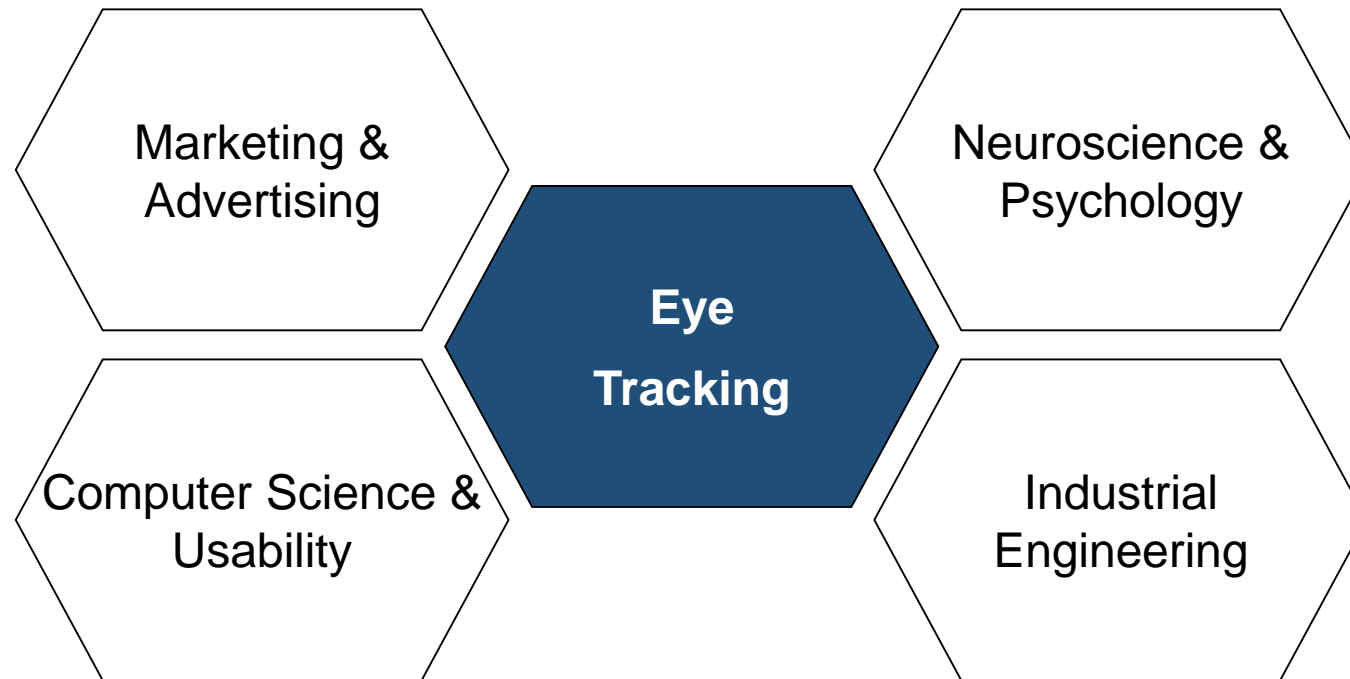 Marketing &
Advertising
Neuroscience &
Psychology
Eye
Tracking
Computer Science &
Usability
Industrial
Engineering